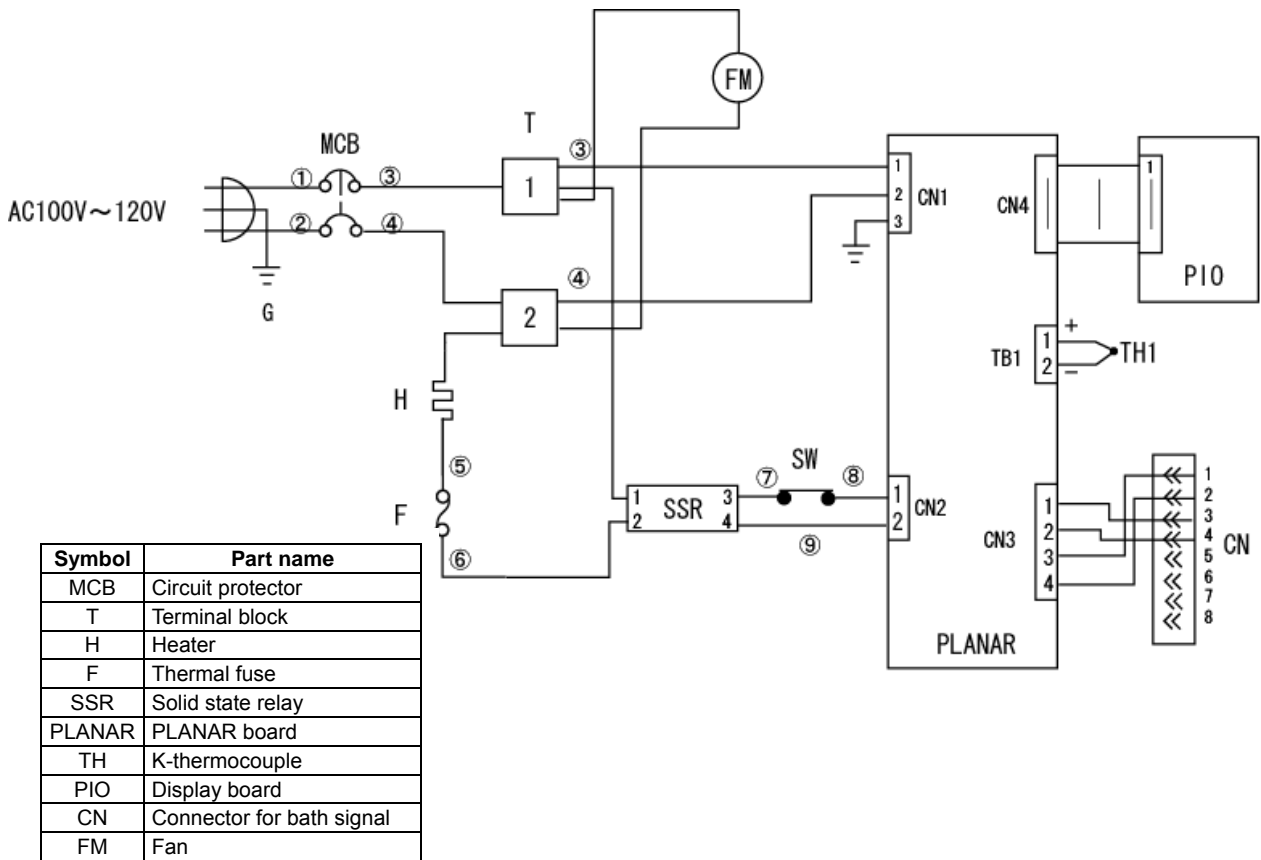 FM
T
MCB
① ③
③
1
AC100V～120V
② ④
G
④
2
1
2
3
CN1
CN4
1
PIO
TB1
1
2
+
−
TH1
H
⑤
F
⑥
1 SSR 3
2 4
⑦ SW ⑧
⑨
1
2
CN2
CN3
1
2
3
4
1
2
3
4
5
6
7
8
CN
PLANAR
Symbol Part name
MCB Circuit protector
T Terminal block
H Heater
F Thermal fuse
SSR Solid state relay
PLANAR PLANAR board
TH K-thermocouple
PIO Display board
CN Connector for bath signal
FM Fan